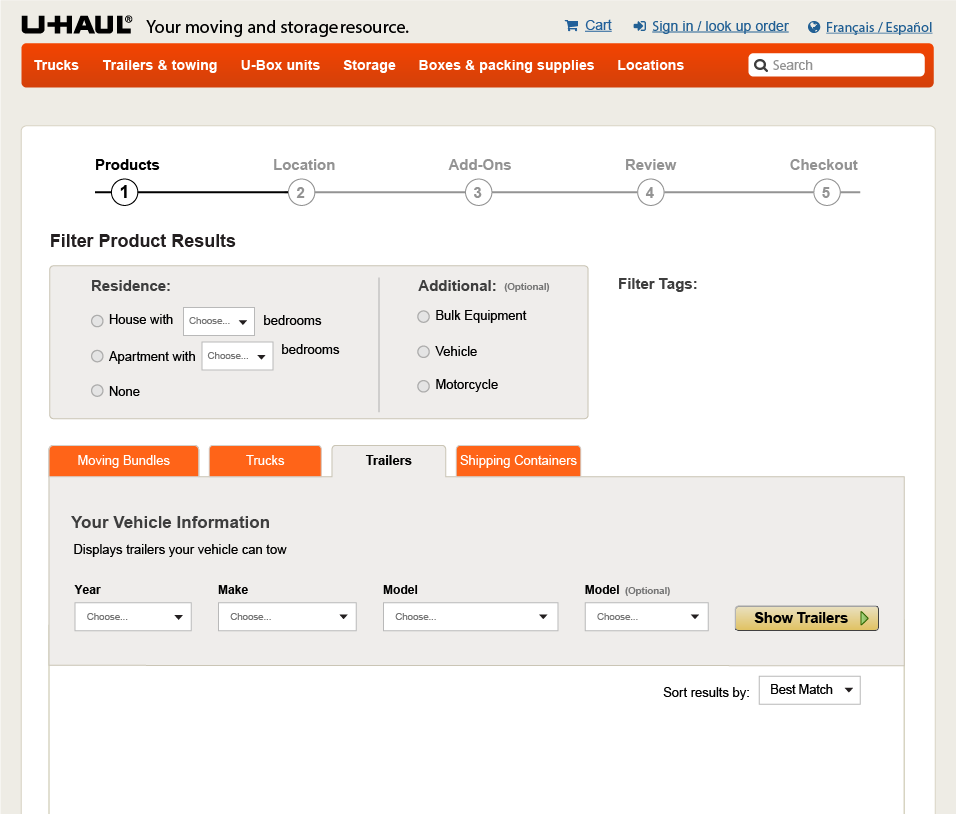 U-HAUL® Your moving and storage resource.
Cart Sign in / look up order Français / Español
Trucks Trailers & towing U-Box units Storage Boxes & packing supplies Locations Search
Products Location Add-Ons Review Checkout
1 2 3 4 5
Filter Product Results
Residence: Additional: (Optional) Filter Tags:
House with Choose... bedrooms Bulk Equipment
Apartment with Choose... bedrooms Vehicle
None Motorcycle
Moving Bundles Trucks Trailers Shipping Containers
Your Vehicle Information
Displays trailers your vehicle can tow
Year Make Model Model (Optional)
Choose... Choose... Choose... Choose... Show Trailers
Sort results by: Best Match